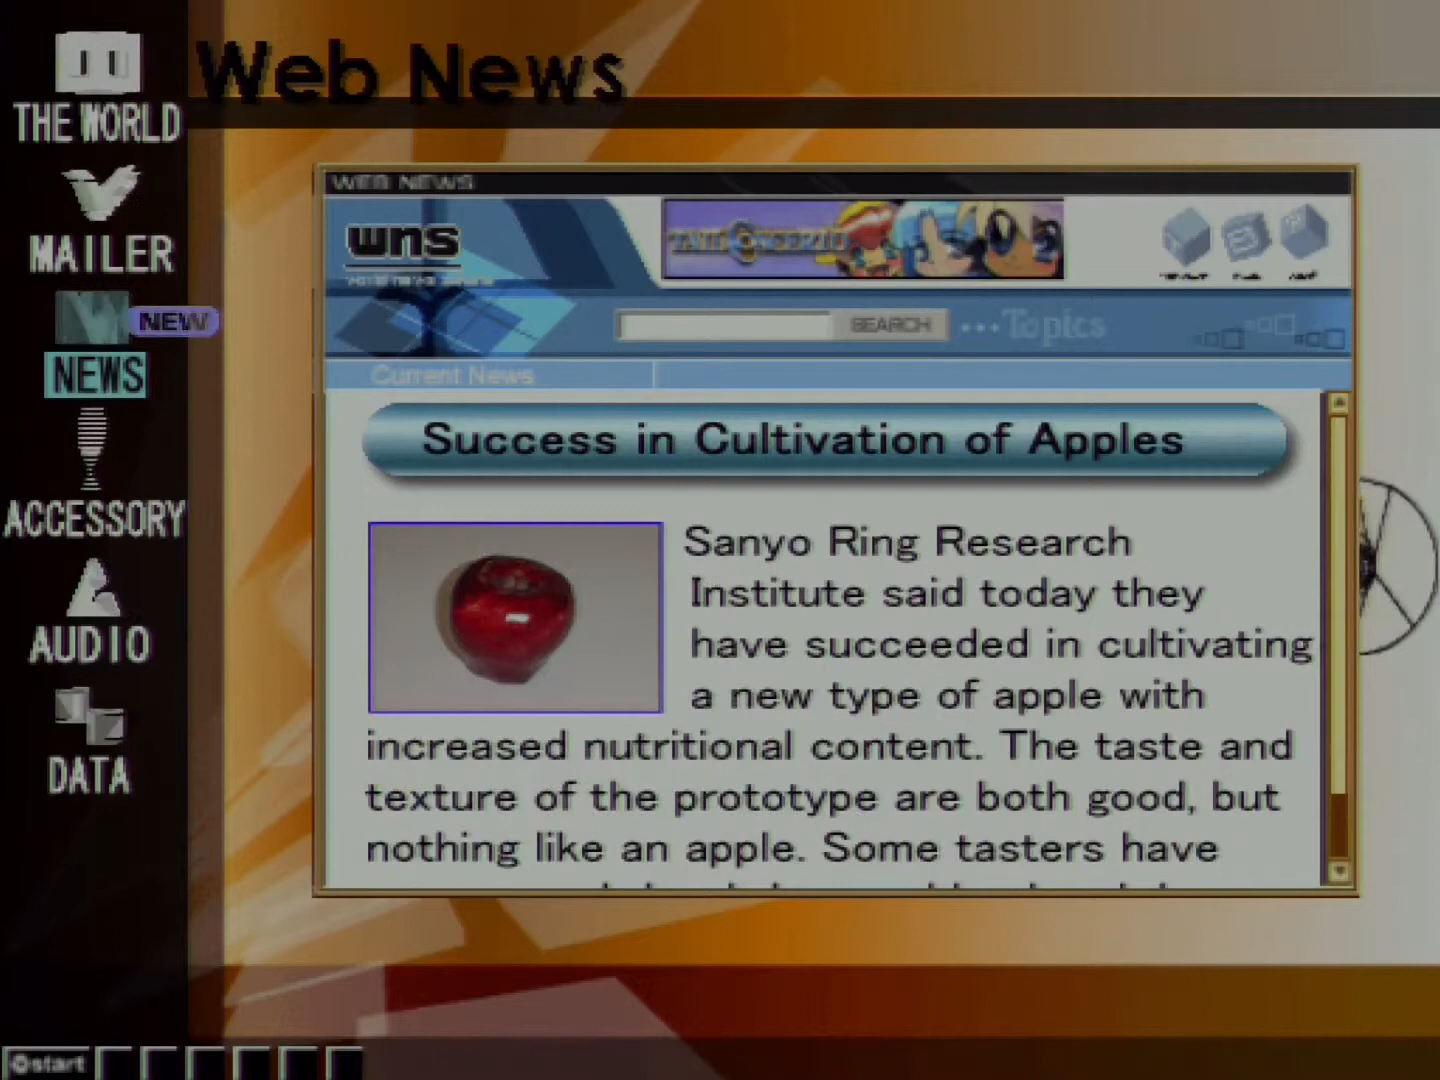 Web News
THE WORLD
MAILER
NEW
NEWS
ACCESSORY
AUDIO
DATA
WEB NEWS
wns
SEARCH
...Topics
Current News
Success in Cultivation of Apples
Sanyo Ring Research
Institute said today they
have succeeded in cultivating
a new type of apple with
increased nutritional content. The taste and
texture of the prototype are both good, but
nothing like an apple. Some tasters have
start